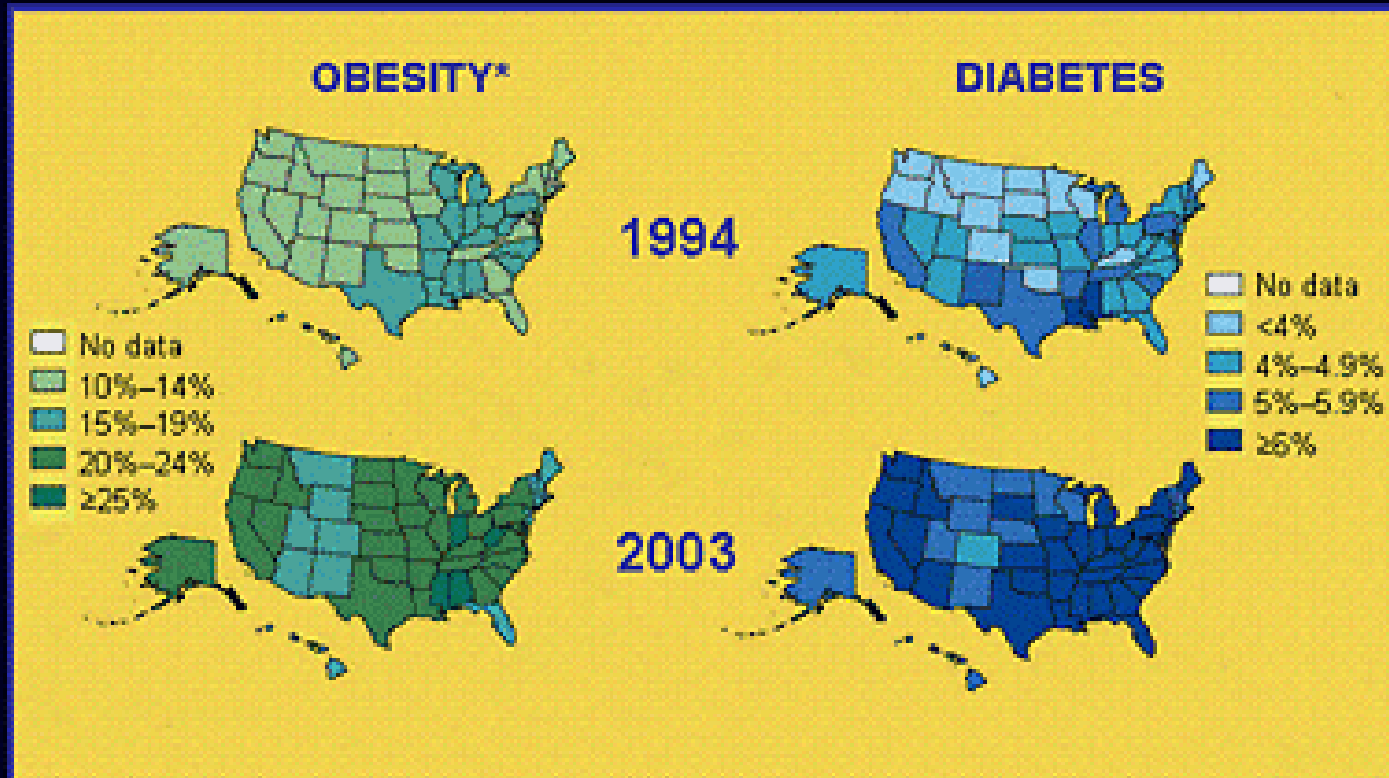 OBESITY*
DIABETES
1994
No data
10%–14%
15%–19%
20%–24%
≥25%
No data
<4%
4%–4.9%
5%–5.9%
≥6%
2003